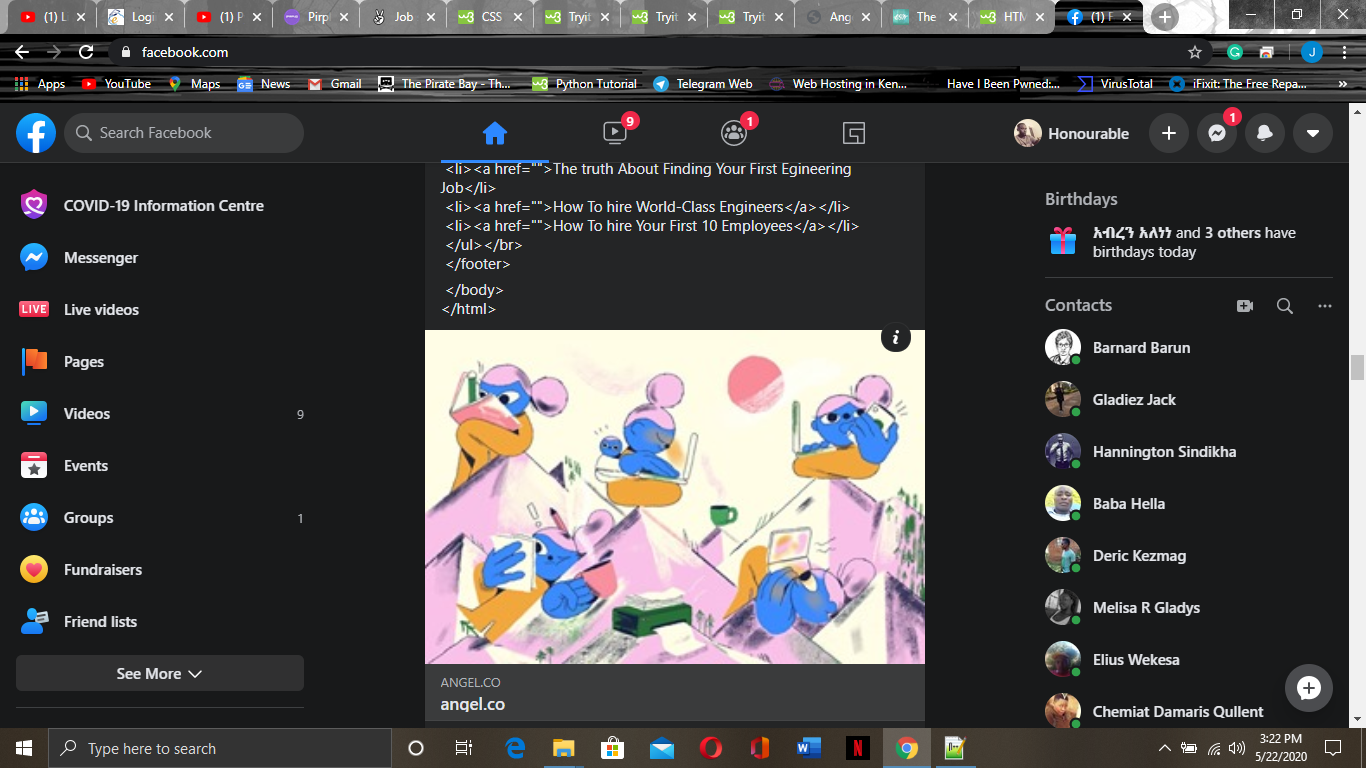 (1) L
Logi
(1) P
Pirp
Job
CSS
Tryit
Tryit
Tryit
Ang
The
HTM
(1) F
facebook.com
J
Apps
YouTube
Maps
News
Gmail
The Pirate Bay - Th...
Python Tutorial
Telegram Web
Web Hosting in Ken...
Have I Been Pwned:...
VirusTotal
iFixit: The Free Repa...
»
Search Facebook
9
1
Honourable
1
COVID-19 Information Centre
Messenger
LIVE Live videos
Pages
Videos 9
Events
Groups 1
Fundraisers
Friend lists
See More
<li><a href="">The truth About Finding Your First Egineering
Job</li>
<li><a href="">How To hire World-Class Engineers</a></li>
<li><a href="">How To hire Your First 10 Employees</a></li>
</ul></br>
</footer>
</body>
</html>
i
ANGEL.CO
angel.co
Birthdays
and 3 others have
birthdays today
Contacts
Barnard Barun
Gladiez Jack
Hannington Sindikha
Baba Hella
Deric Kezmag
Melisa R Gladys
Elius Wekesa
Chemiat Damaris Qullent
Type here to search
3:22 PM
5/22/2020